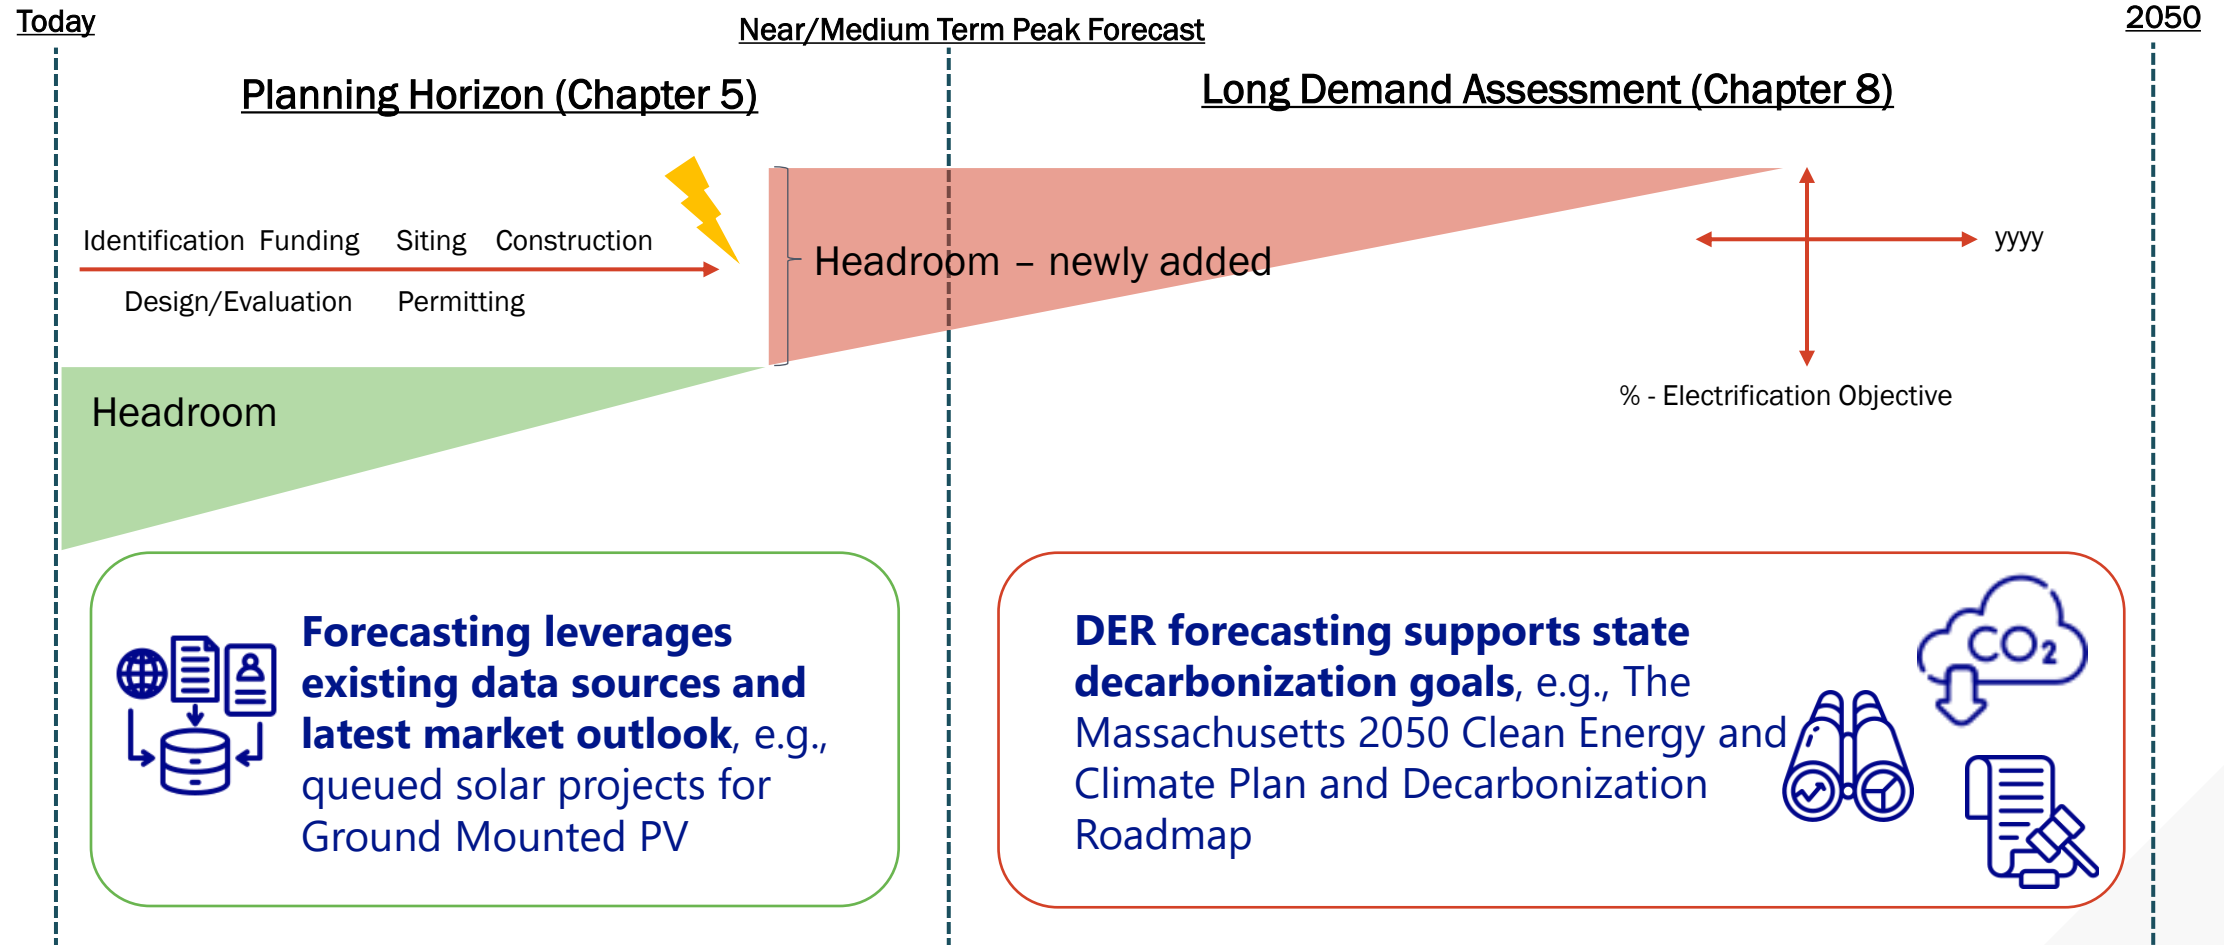 Today
Near/Medium Term Peak Forecast
2050
Planning Horizon (Chapter 5)
Long Demand Assessment (Chapter 8)
Identification Funding Siting Construction
Design/Evaluation Permitting
Headroom – newly added
yyyy
% - Electrification Objective
Headroom
Forecasting leverages
existing data sources and
latest market outlook, e.g.,
queued solar projects for
Ground Mounted PV
DER forecasting supports state
decarbonization goals, e.g., The
Massachusetts 2050 Clean Energy and
Climate Plan and Decarbonization
Roadmap
CO2